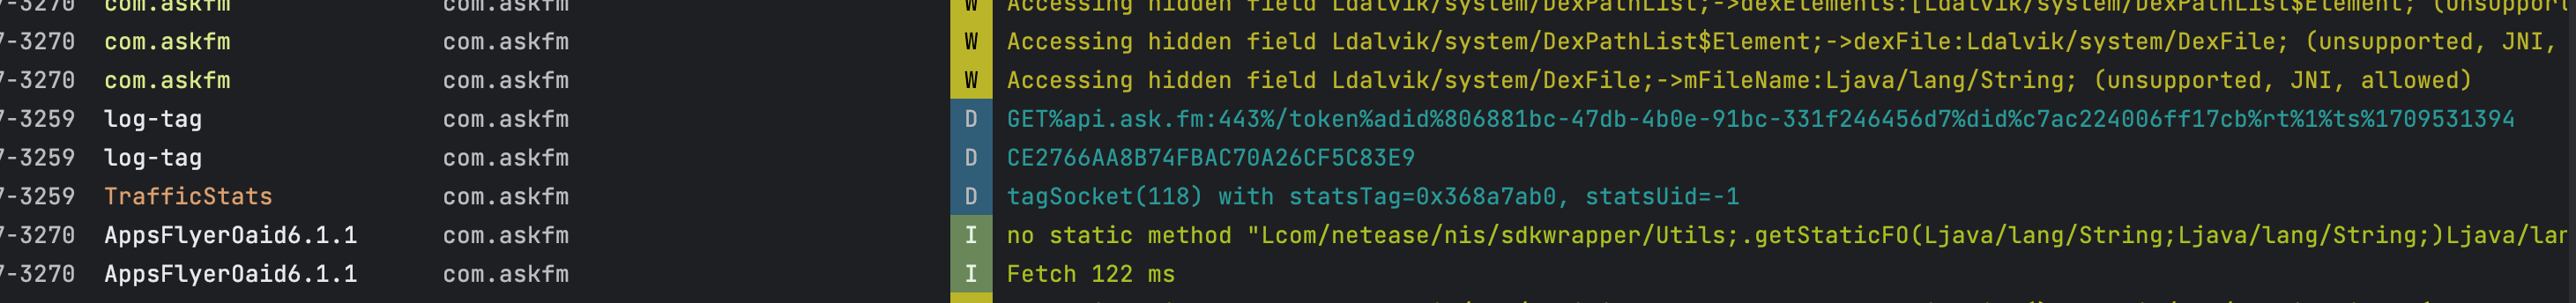 7-3270 com.askfm com.askfm W Accessing hidden field Ldalvik/system/DexPathList;->dexElements:[Ldalvik/system/DexPathList$Element; (unsupport
7-3270 com.askfm com.askfm W Accessing hidden field Ldalvik/system/DexPathList$Element;->dexFile:Ldalvik/system/DexFile; (unsupported, JNI,
7-3270 com.askfm com.askfm W Accessing hidden field Ldalvik/system/DexFile;->mFileName:Ljava/lang/String; (unsupported, JNI, allowed)
7-3259 log-tag com.askfm D GET%api.ask.fm:443%/token%adid%806881bc-47db-4b0e-91bc-331f246456d7%did%c7ac224006ff17cb%rt%1%ts%1709531394
7-3259 log-tag com.askfm D CE2766AA8B74FBAC70A26CF5C83E9
7-3259 TrafficStats com.askfm D tagSocket(118) with statsTag=0x368a7ab0, statsUid=-1
7-3270 AppsFlyerOaid6.1.1 com.askfm I no static method "Lcom/netease/nis/sdkwrapper/Utils;.getStaticFO(Ljava/lang/String;Ljava/lang/String;)Ljava/lan
7-3270 AppsFlyerOaid6.1.1 com.askfm I Fetch 122 ms